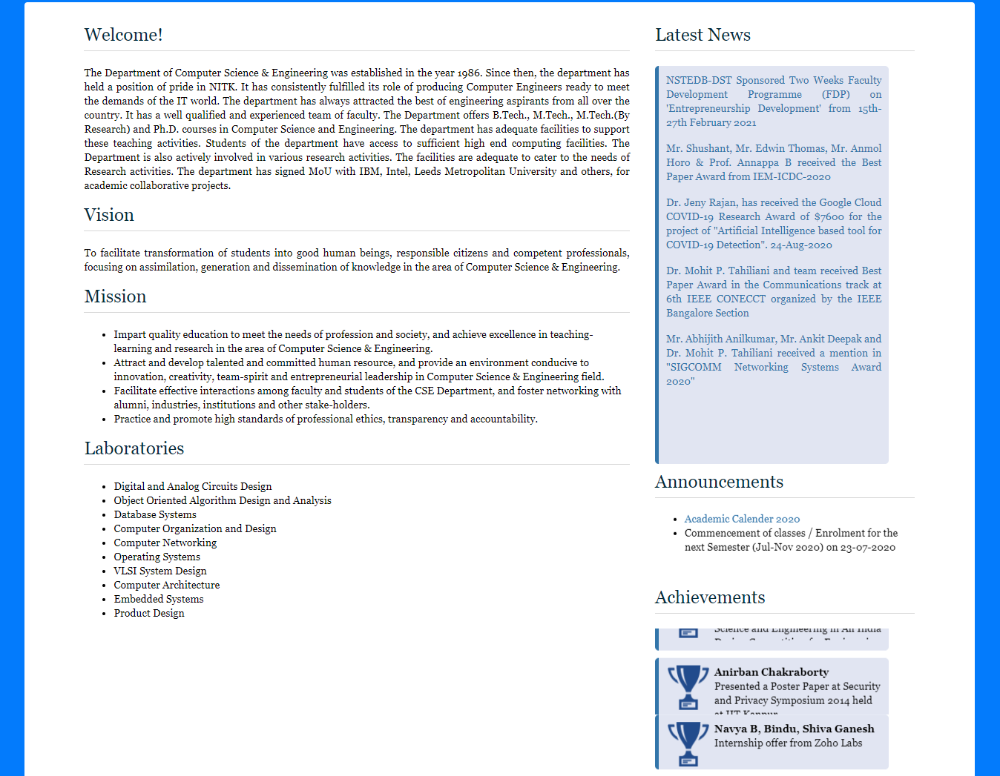 Welcome!
The Department of Computer Science & Engineering was established in the year 1986. Since then, the department has
held a position of pride in NITK. It has consistently fulfilled its role of producing Computer Engineers ready to meet
the demands of the IT world. The department has always attracted the best of engineering aspirants from all over the
country. It has a well qualified and experienced team of faculty. The Department offers B.Tech., M.Tech., M.Tech.(By
Research) and Ph.D. courses in Computer Science and Engineering. The department has adequate facilities to support
these teaching activities. Students of the department have access to sufficient high end computing facilities. The
Department is also actively involved in various research activities. The facilities are adequate to cater to the needs of
Research activities. The department has signed MoU with IBM, Intel, Leeds Metropolitan University and others, for
academic collaborative projects.
Vision
To facilitate transformation of students into good human beings, responsible citizens and competent professionals,
focusing on assimilation, generation and dissemination of knowledge in the area of Computer Science & Engineering.
Mission
• Impart quality education to meet the needs of profession and society, and achieve excellence in teaching-
learning and research in the area of Computer Science & Engineering.
• Attract and develop talented and committed human resource, and provide an environment conducive to
innovation, creativity, team-spirit and entrepreneurial leadership in Computer Science & Engineering field.
• Facilitate effective interactions among faculty and students of the CSE Department, and foster networking with
alumni, industries, institutions and other stake-holders.
• Practice and promote high standards of professional ethics, transparency and accountability.
Laboratories
• Digital and Analog Circuits Design
• Object Oriented Algorithm Design and Analysis
• Database Systems
• Computer Organization and Design
• Computer Networking
• Operating Systems
• VLSI System Design
• Computer Architecture
• Embedded Systems
• Product Design
Latest News
NSTEDB-DST Sponsored Two Weeks Faculty
Development Programme (FDP) on
'Entrepreneurship Development' from 15th-
27th February 2021
Mr. Shushant, Mr. Edwin Thomas, Mr. Anmol
Horo & Prof. Annappa B received the Best
Paper Award from IEM-ICDC-2020
Dr. Jeny Rajan, has received the Google Cloud
COVID-19 Research Award of $7600 for the
project of "Artificial Intelligence based tool for
COVID-19 Detection". 24-Aug-2020
Dr. Mohit P. Tahiliani and team received Best
Paper Award in the Communications track at
6th IEEE CONECCT organized by the IEEE
Bangalore Section
Mr. Abhijith Anilkumar, Mr. Ankit Deepak and
Dr. Mohit P. Tahiliani received a mention in
"SIGCOMM Networking Systems Award
2020"
Announcements
• Academic Calender 2020
• Commencement of classes / Enrolment for the
next Semester (Jul-Nov 2020) on 23-07-2020
Achievements
Science and Engineering in All India
Anirban Chakraborty
Presented a Poster Paper at Security
and Privacy Symposium 2014 held
at IIT Kanpur
Navya B, Bindu, Shiva Ganesh
Internship offer from Zoho Labs